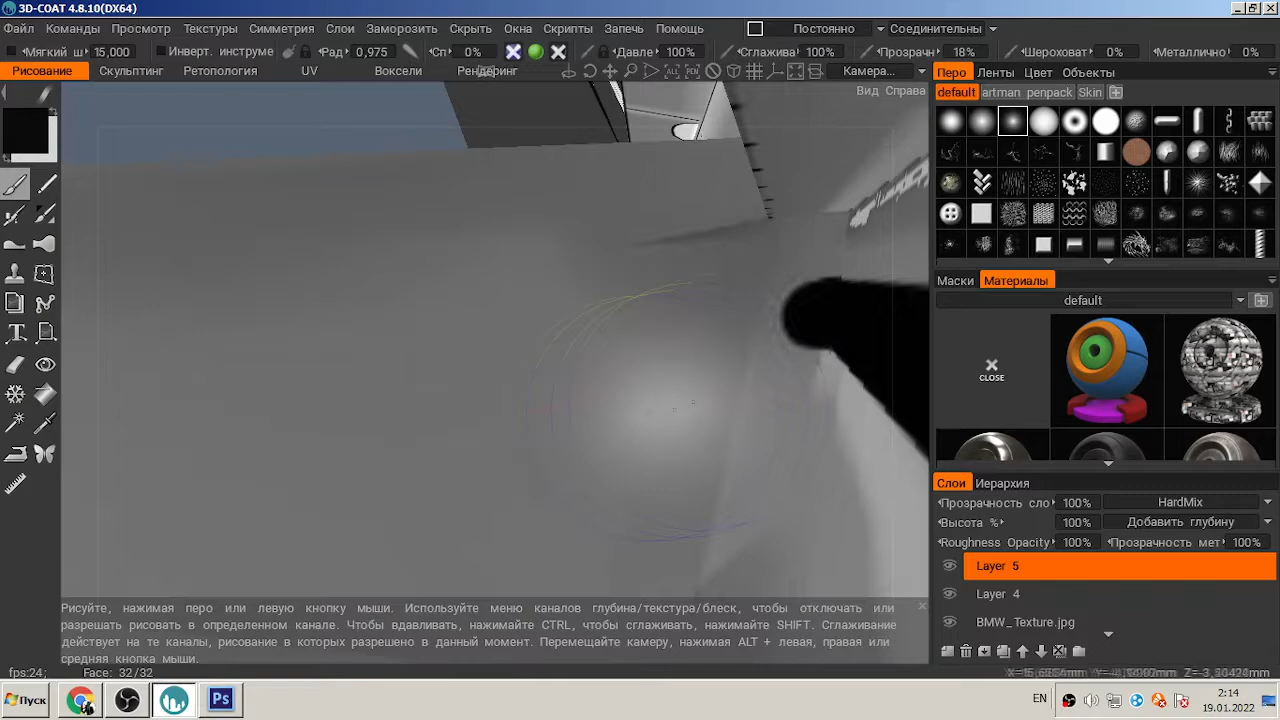 3D-COAT 4.8.10(DX64)
Файл Команды Просмотр Текстуры Симметрия Слои Заморозить Скрыть Окна Скрипты Запечь Помощь Постоянно Соединительны
Мягкий ш 15,000 Инверт. инструме Рад 0,975 Сп 0% Давле 100% Сглажива 100% Прозрачн 18% Шероховат 0% Металлично 0%
Рисование Скульптинг Ретопология UV Воксели Рендеринг ALL PEN Камера... Перо Ленты Цвет Объекты
Вид Справа default artman penpack Skin
Маски Материалы
default
CLOSE
Слои Иерархия
Прозрачность сло 100% HardMix
Высота % 100% Добавить глубину
Roughness Opacity 100% Прозрачность мет 100%
Layer 5
Layer 4
BMW_Texture.jpg
Рисуйте, нажимая перо или левую кнопку мыши. Используйте меню каналов глубина/текстура/блеск, чтобы отключать или
разрешать рисовать в определенном канале. Чтобы вдавливать, нажимайте CTRL, чтобы сглаживать, нажимайте SHIFT. Сглаживание
действует на те каналы, рисование в которых разрешено в данный момент. Перемещайте камеру, нажимая ALT + левая, правая или
средняя кнопка мыши.
fps:24; Face: 32/32
Пуск Ps EN 2:14
19.01.2022